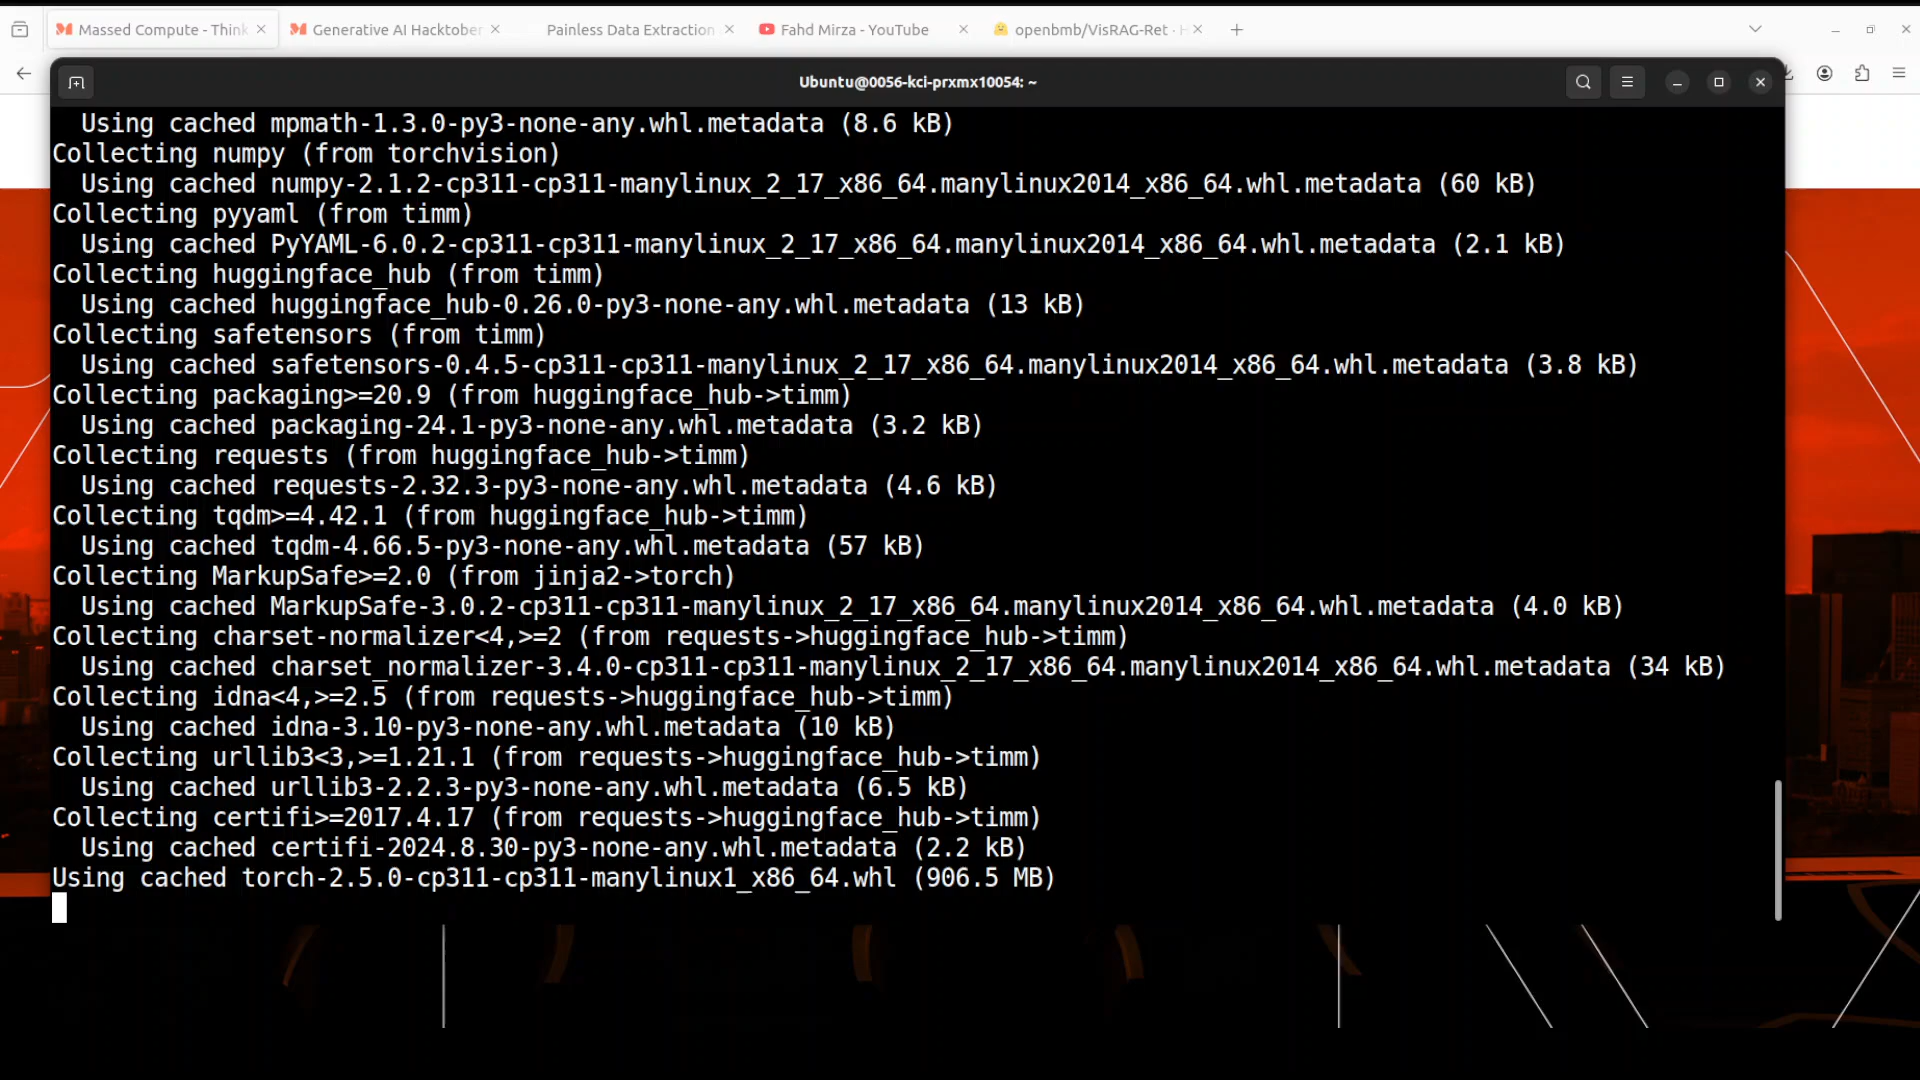 Massed Compute - Think
Generative AI Hacktober
Painless Data Extraction
Fahd Mirza - YouTube
openbmb/VisRAG-Ret · H
Ubuntu@0056-kci-prxmx10054: ~
Using cached mpmath-1.3.0-py3-none-any.whl.metadata (8.6 kB)
Collecting numpy (from torchvision)
Using cached numpy-2.1.2-cp311-cp311-manylinux_2_17_x86_64.manylinux2014_x86_64.whl.metadata (60 kB)
Collecting pyyaml (from timm)
Using cached PyYAML-6.0.2-cp311-cp311-manylinux_2_17_x86_64.manylinux2014_x86_64.whl.metadata (2.1 kB)
Collecting huggingface_hub (from timm)
Using cached huggingface_hub-0.26.0-py3-none-any.whl.metadata (13 kB)
Collecting safetensors (from timm)
Using cached safetensors-0.4.5-cp311-cp311-manylinux_2_17_x86_64.manylinux2014_x86_64.whl.metadata (3.8 kB)
Collecting packaging>=20.9 (from huggingface_hub->timm)
Using cached packaging-24.1-py3-none-any.whl.metadata (3.2 kB)
Collecting requests (from huggingface_hub->timm)
Using cached requests-2.32.3-py3-none-any.whl.metadata (4.6 kB)
Collecting tqdm>=4.42.1 (from huggingface_hub->timm)
Using cached tqdm-4.66.5-py3-none-any.whl.metadata (57 kB)
Collecting MarkupSafe>=2.0 (from jinja2->torch)
Using cached MarkupSafe-3.0.2-cp311-cp311-manylinux_2_17_x86_64.manylinux2014_x86_64.whl.metadata (4.0 kB)
Collecting charset-normalizer<4,>=2 (from requests->huggingface_hub->timm)
Using cached charset_normalizer-3.4.0-cp311-cp311-manylinux_2_17_x86_64.manylinux2014_x86_64.whl.metadata (34 kB)
Collecting idna<4,>=2.5 (from requests->huggingface_hub->timm)
Using cached idna-3.10-py3-none-any.whl.metadata (10 kB)
Collecting urllib3<3,>=1.21.1 (from requests->huggingface_hub->timm)
Using cached urllib3-2.2.3-py3-none-any.whl.metadata (6.5 kB)
Collecting certifi>=2017.4.17 (from requests->huggingface_hub->timm)
Using cached certifi-2024.8.30-py3-none-any.whl.metadata (2.2 kB)
Using cached torch-2.5.0-cp311-cp311-manylinux1_x86_64.whl (906.5 MB)